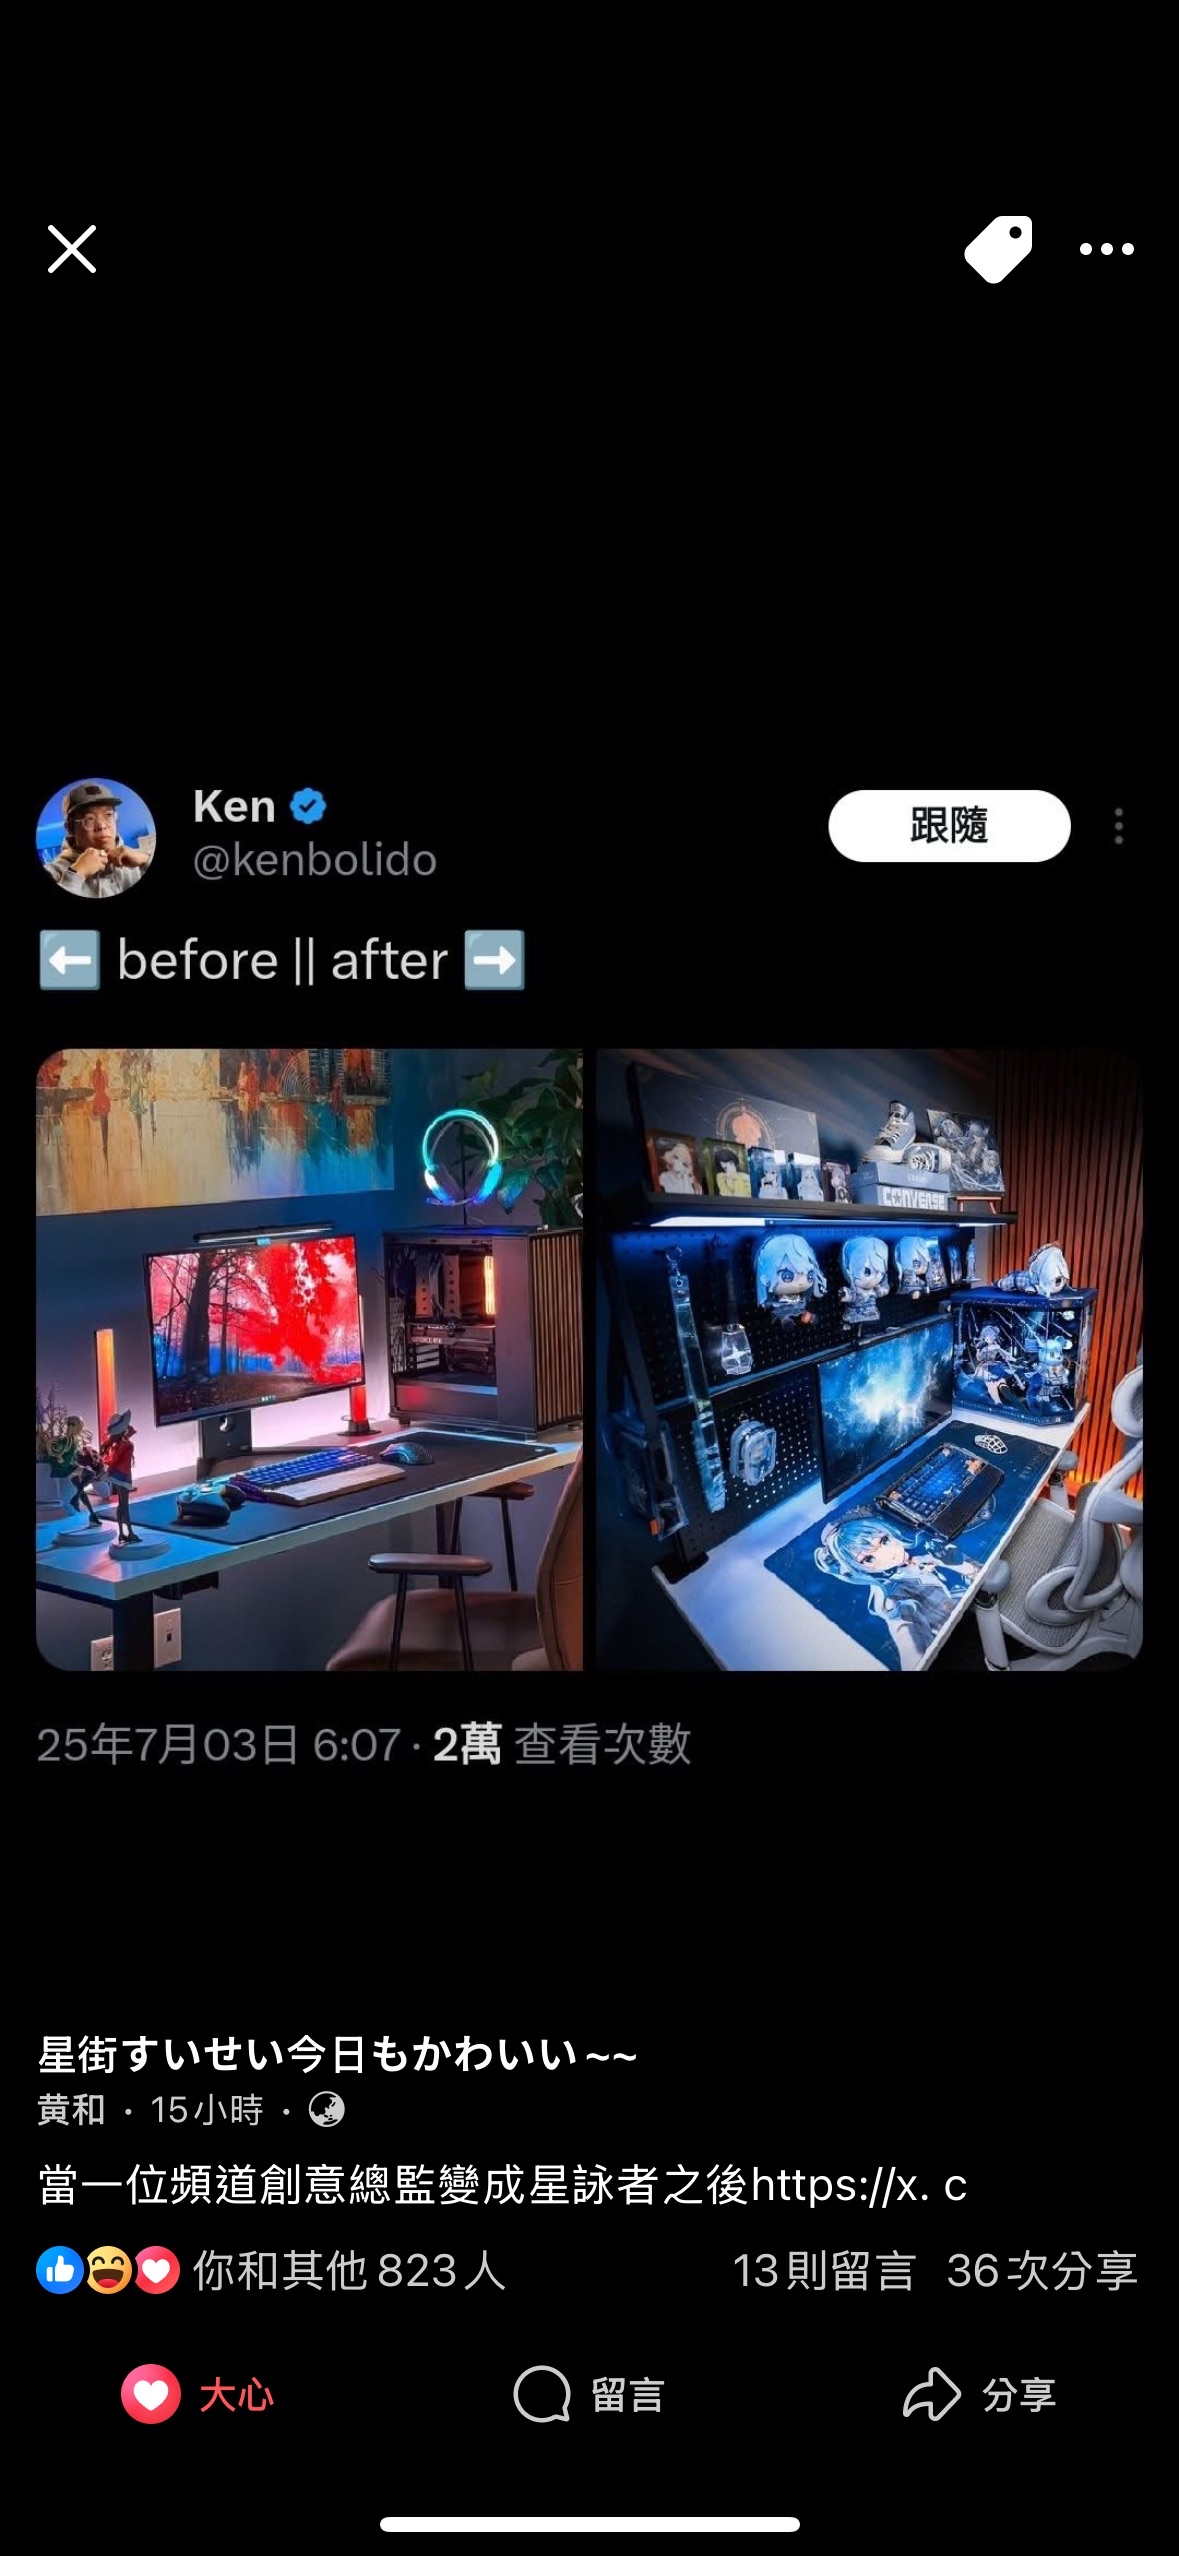 Ken
@kenbolido
跟隨
⬅️ before || after ➡️
CONVERSE
25年7月03日 6:07 · 2萬 查看次數
星街すいせい今日もかわいい~~
黄和 · 15小時 ·
當一位頻道創意總監變成星詠者之後https://x. c
你和其他823人 13則留言 36次分享
大心 留言 分享